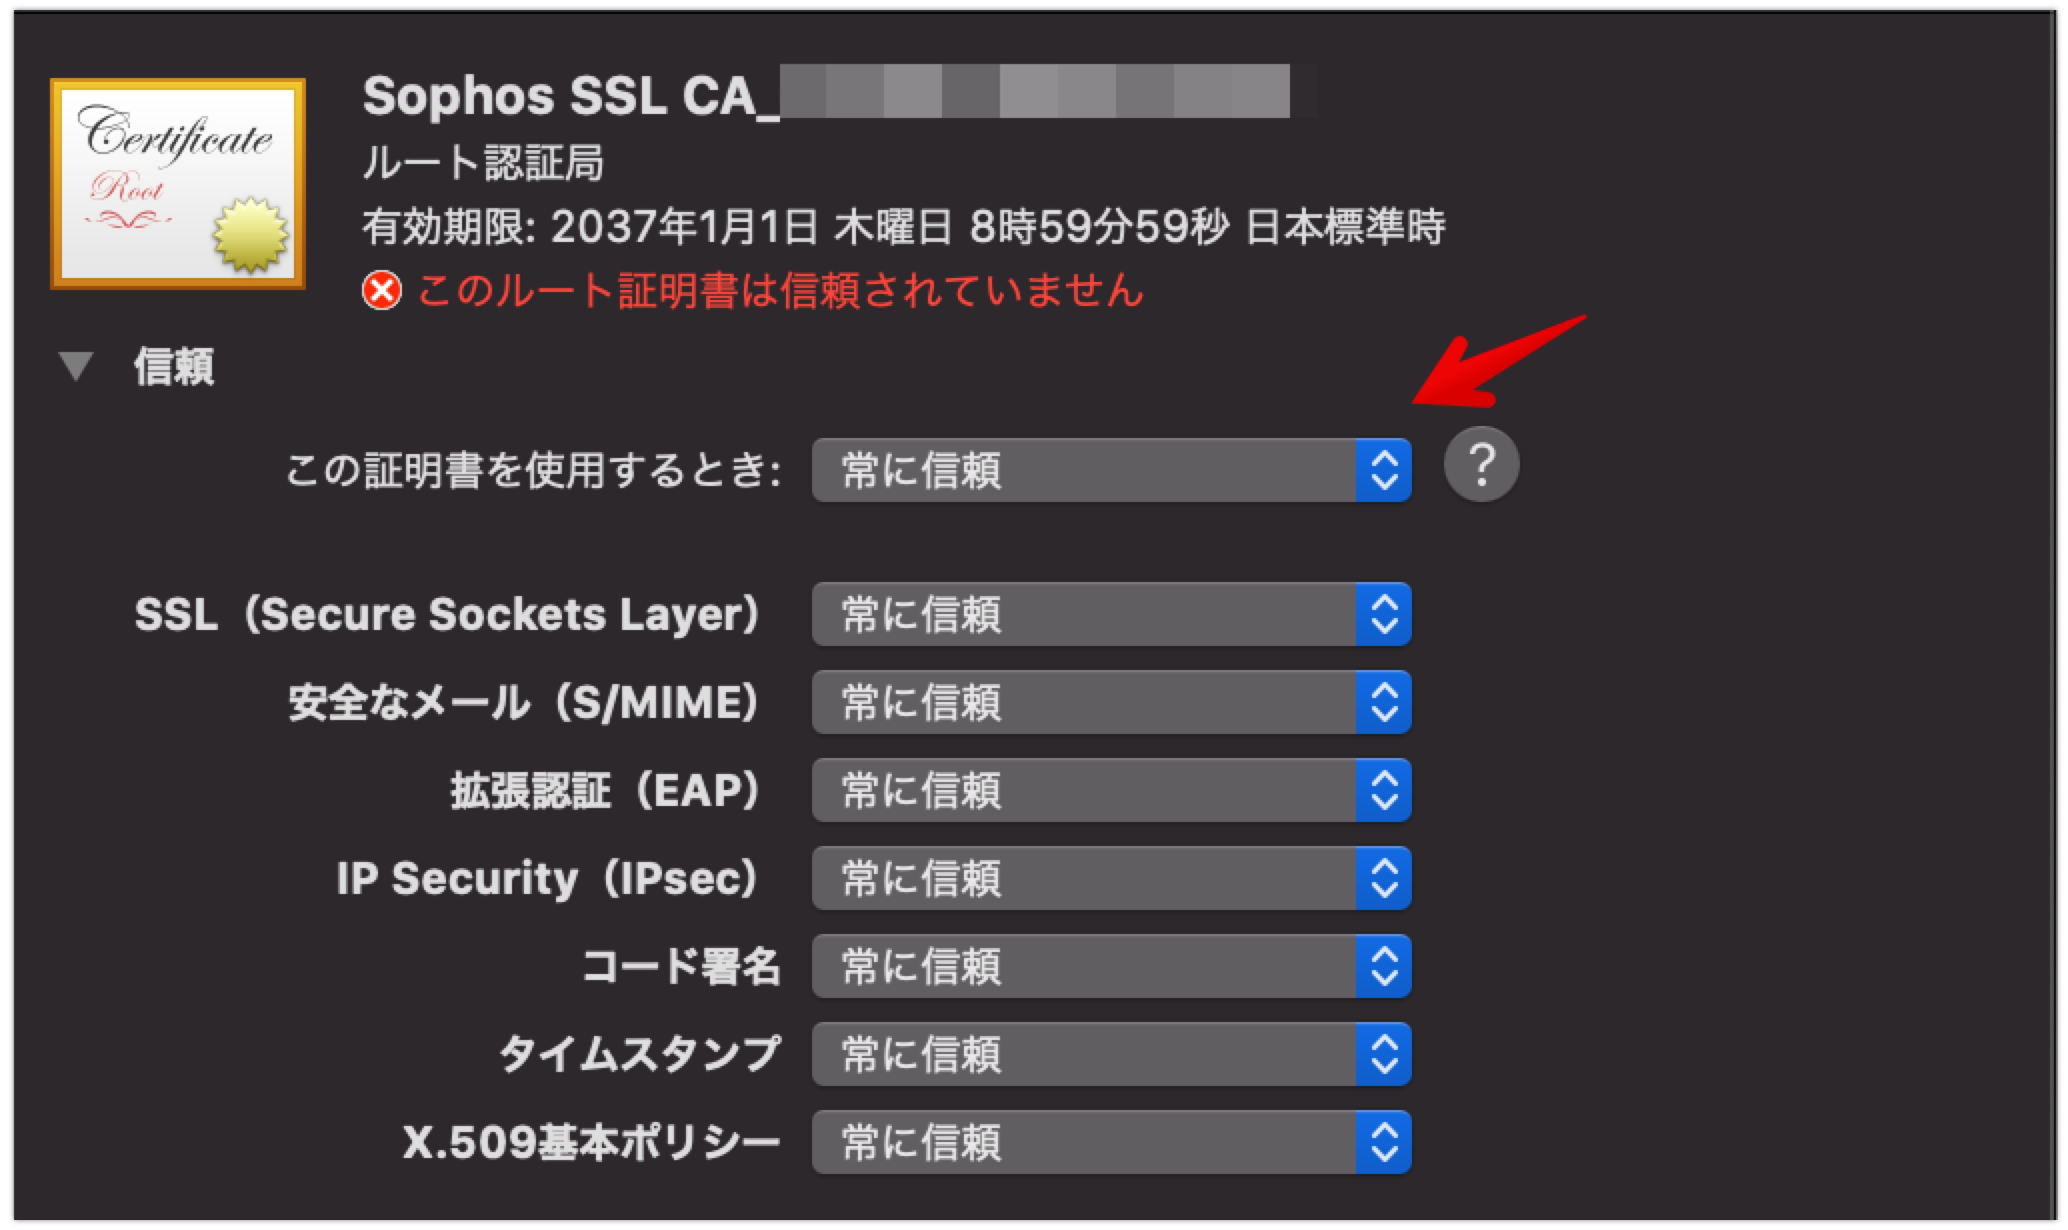 Certificate
Root
Sophos SSL CA_
ルート認証局
有効期限: 2037年1月1日 木曜日 8時59分59秒 日本標準時
このルート証明書は信頼されていません
信頼
この証明書を使用するとき: 常に信頼 ?
SSL（Secure Sockets Layer） 常に信頼
安全なメール（S/MIME） 常に信頼
拡張認証（EAP） 常に信頼
IP Security（IPsec） 常に信頼
コード署名 常に信頼
タイムスタンプ 常に信頼
X.509基本ポリシー 常に信頼